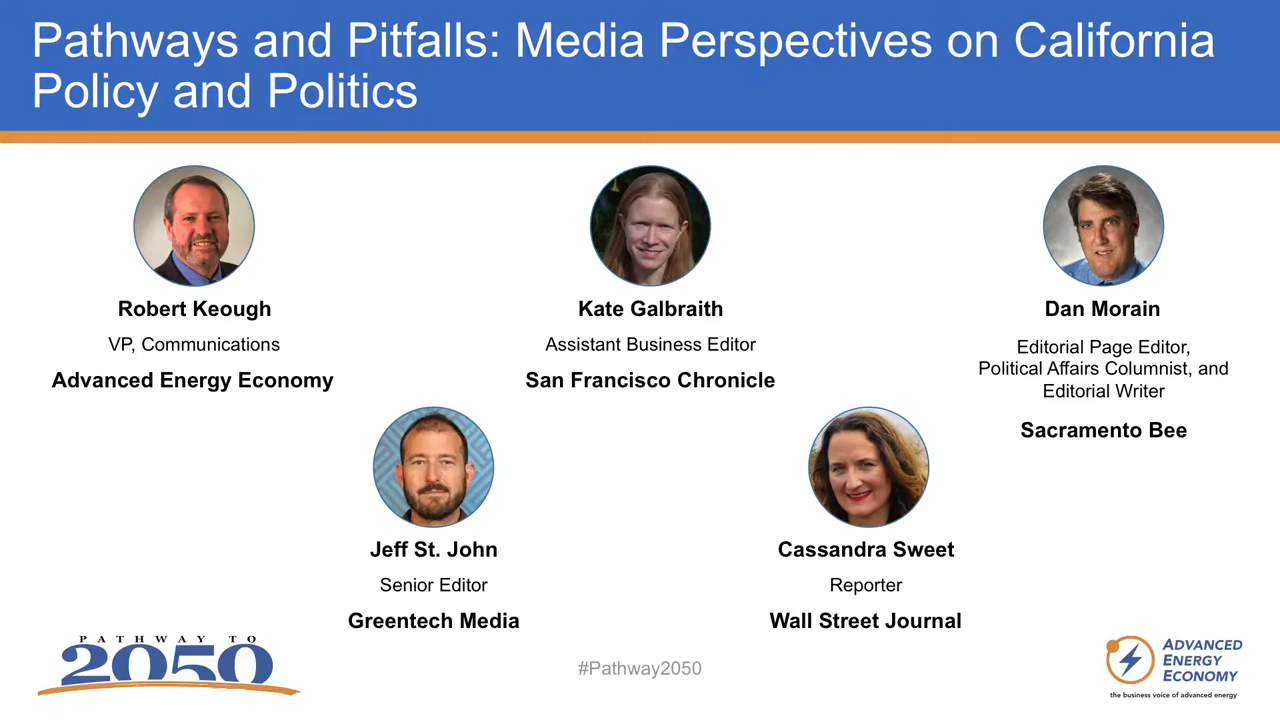 Pathways and Pitfalls: Media Perspectives on California
Policy and Politics
Robert Keough
VP, Communications
Advanced Energy Economy
Kate Galbraith
Assistant Business Editor
San Francisco Chronicle
Dan Morain
Editorial Page Editor,
Political Affairs Columnist, and
Editorial Writer
Sacramento Bee
Jeff St. John
Senior Editor
Greentech Media
Cassandra Sweet
Reporter
Wall Street Journal
PATHWAY TO
2050
#Pathway2050
ADVANCED
ENERGY
ECONOMY
the business voice of advanced energy